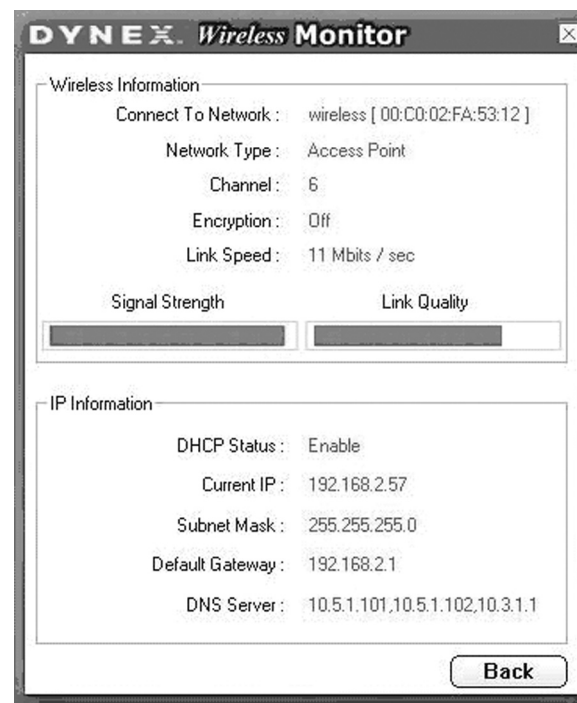 DYNEX Wireless Monitor
Wireless Information
Connect To Network : wireless [ 00:C0:02:FA:53:12 ]
Network Type : Access Point
Channel : 6
Encryption : Off
Link Speed : 11 Mbits / sec
Signal Strength Link Quality
IP Information
DHCP Status : Enable
Current IP : 192.168.2.57
Subnet Mask : 255.255.255.0
Default Gateway : 192.168.2.1
DNS Server : 10.5.1.101,10.5.1.102,10.3.1.1
Back